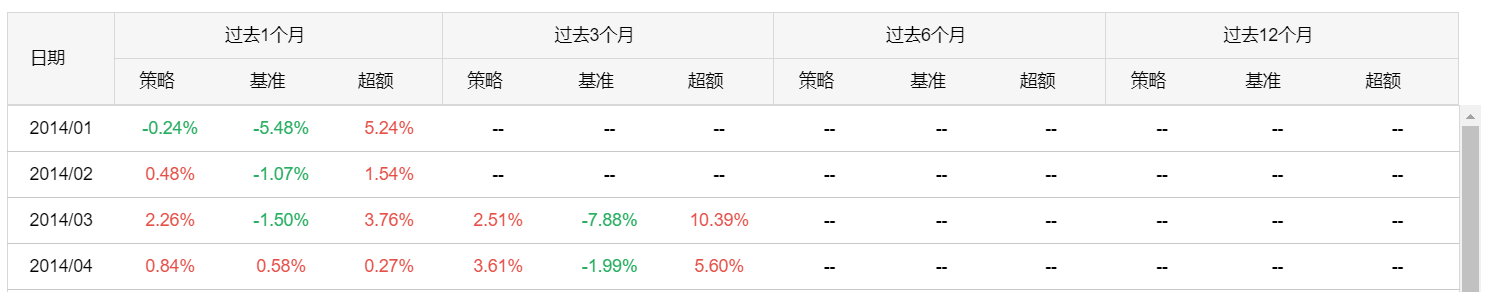 日期 过去1个月 过去3个月 过去6个月 过去12个月
策略 基准 超额 策略 基准 超额 策略 基准 超额 策略 基准 超额
2014/01 -0.24% -5.48% 5.24% -- -- -- -- -- -- -- -- --
2014/02 0.48% -1.07% 1.54% -- -- -- -- -- -- -- -- --
2014/03 2.26% -1.50% 3.76% 2.51% -7.88% 10.39% -- -- -- -- -- --
2014/04 0.84% 0.58% 0.27% 3.61% -1.99% 5.60% -- -- -- -- -- --